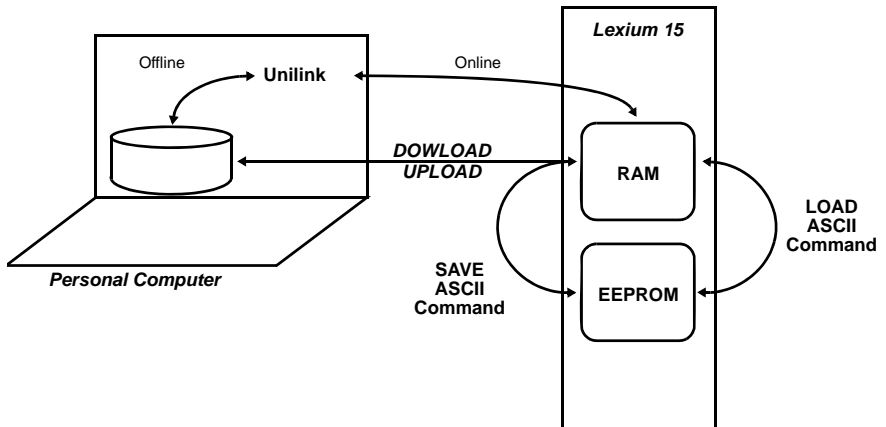 Lexium 15
Offline
Unilink
Online
DOWLOAD
UPLOAD
RAM
LOAD
ASCII
Command
SAVE
ASCII
Command
EEPROM
Personal Computer